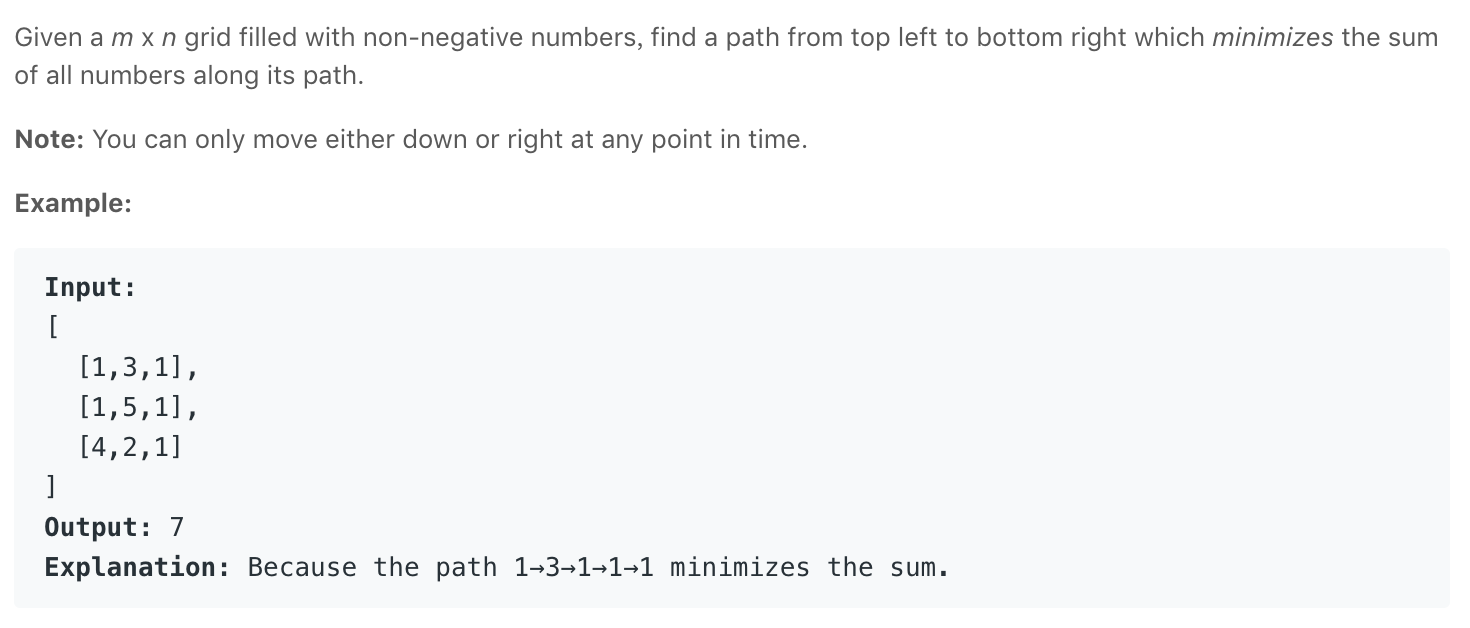 Given a m x n grid filled with non-negative numbers, find a path from top left to bottom right which minimizes the sum
of all numbers along its path.
Note: You can only move either down or right at any point in time.
Example:
Input:
[
  [1,3,1],
  [1,5,1],
  [4,2,1]
]
Output: 7
Explanation: Because the path 1→3→1→1→1 minimizes the sum.